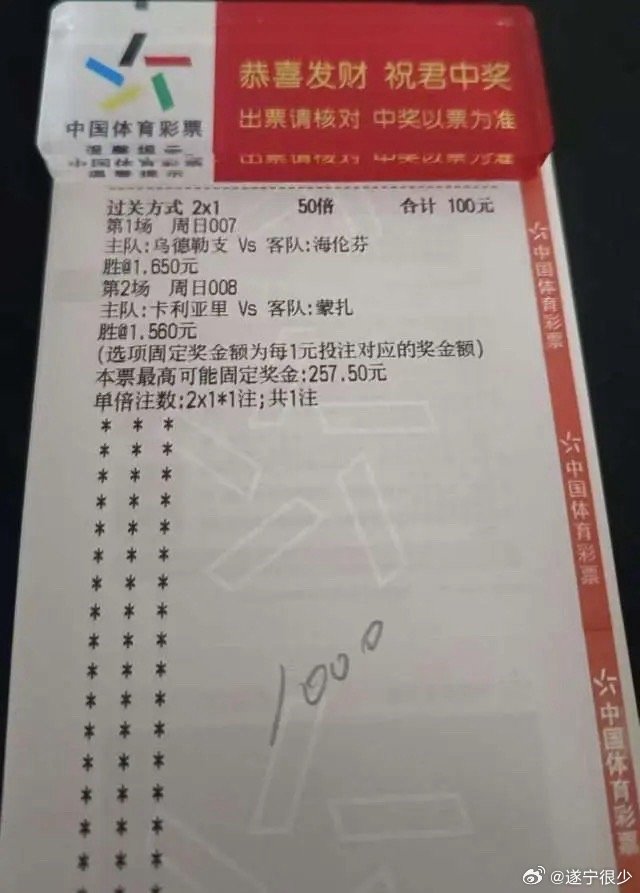 中国体育彩票
恭喜发财 祝君中奖
出票请核对 中奖以票为准
过关方式 2x1 50倍 合计 100元
第1场 周日007
主队:乌德勒支 Vs 客队:海伦芬
胜@1.650元
第2场 周日008
主队:卡利亚里 Vs 客队:蒙扎
胜@1.560元
(选项固定奖金额为每1元投注对应的奖金额)
本票最高可能固定奖金:257.50元
单倍注数:2x1*1注;共1注
1000
中国体育彩票
中国体育彩票
中国体育彩票
@遂宁很少